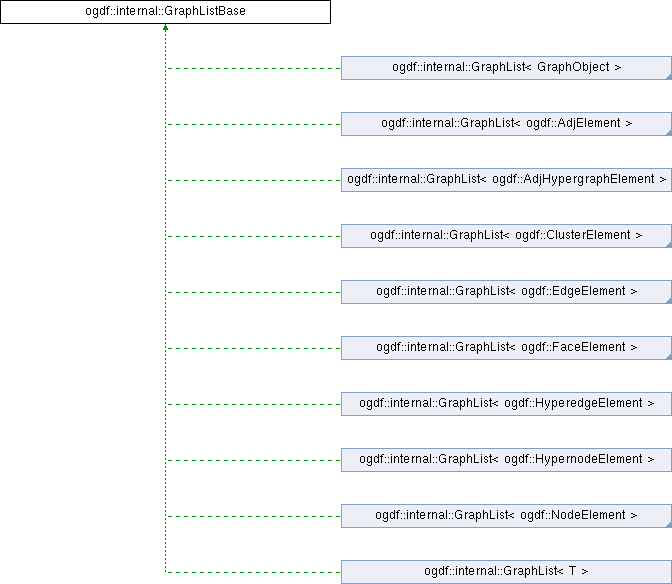 ogdf::internal::GraphListBase
ogdf::internal::GraphList< GraphObject >
ogdf::internal::GraphList< ogdf::AdjElement >
ogdf::internal::GraphList< ogdf::AdjHypergraphElement >
ogdf::internal::GraphList< ogdf::ClusterElement >
ogdf::internal::GraphList< ogdf::EdgeElement >
ogdf::internal::GraphList< ogdf::FaceElement >
ogdf::internal::GraphList< ogdf::HyperedgeElement >
ogdf::internal::GraphList< ogdf::HypernodeElement >
ogdf::internal::GraphList< ogdf::NodeElement >
ogdf::internal::GraphList< T >